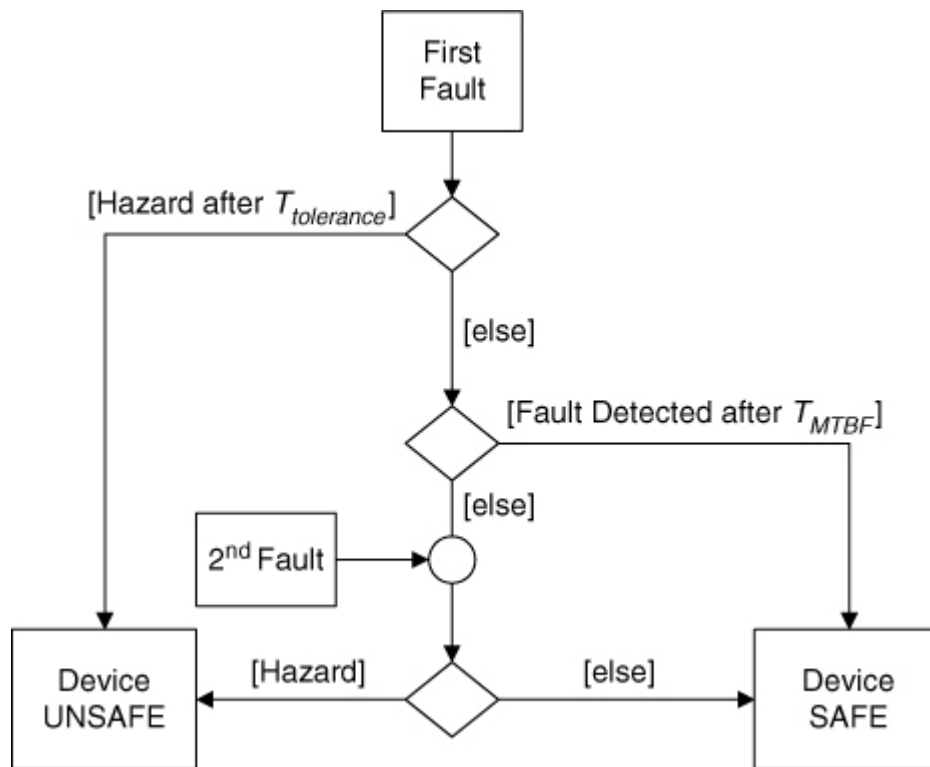 First
Fault
[Hazard after T_tolerance]
[else]
[Fault Detected after T_MTBF]
[else]
2nd Fault
[Hazard]
[else]
Device
UNSAFE
Device
SAFE